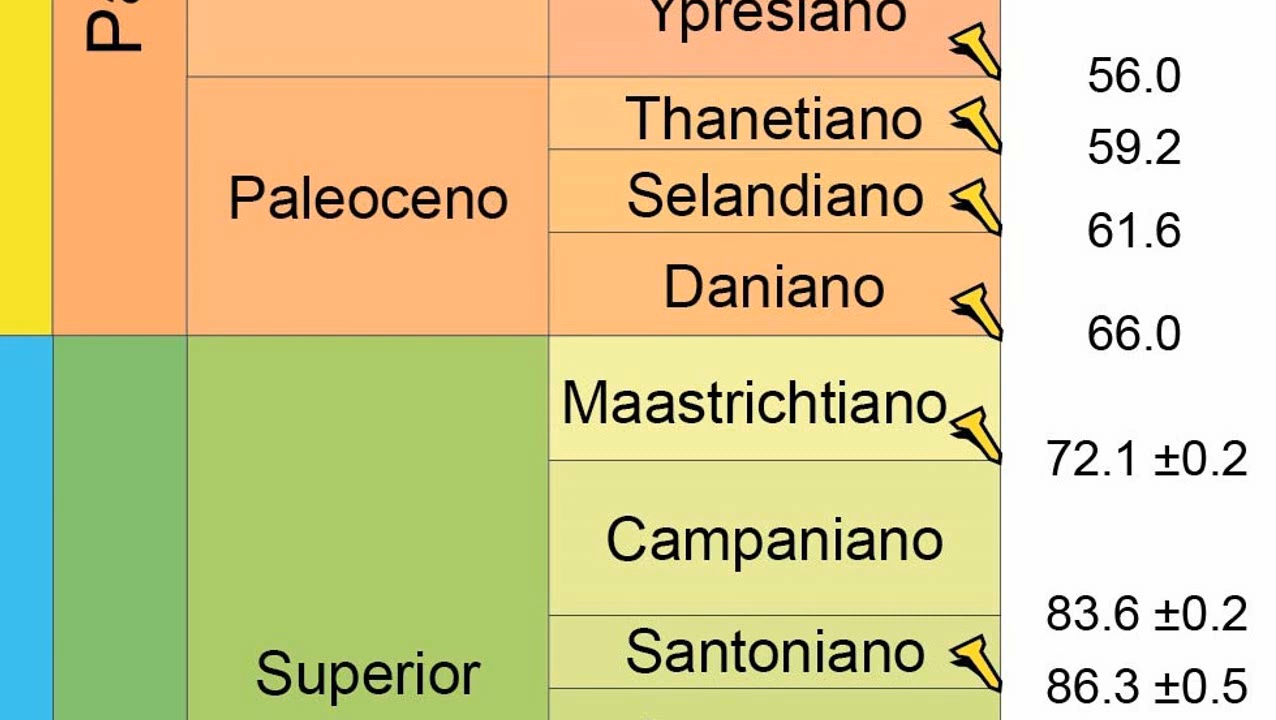 Pa
Ypresiano
56.0
Thanetiano
59.2
Paleoceno
Selandiano
61.6
Daniano
66.0
Maastrichtiano
72.1 ±0.2
Campaniano
83.6 ±0.2
Santoniano
Superior
86.3 ±0.5